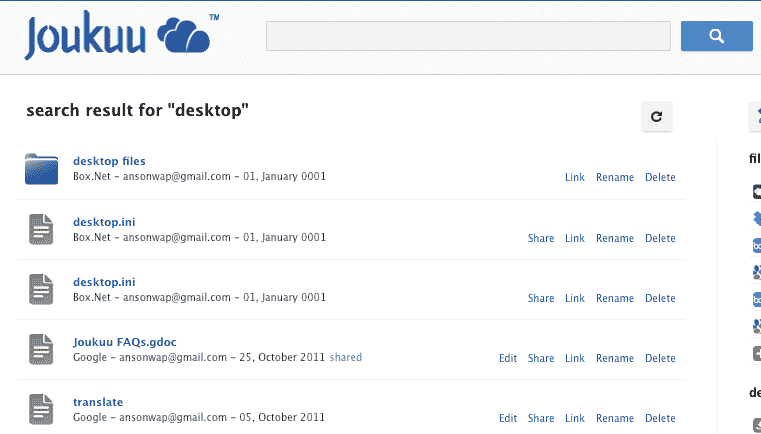 Joukuu ™
search result for "desktop"
desktop files
Box.Net - ansonwap@gmail.com - 01, January 0001
Link Rename Delete
desktop.ini
Box.Net - ansonwap@gmail.com - 01, January 0001
Share Link Rename Delete
desktop.ini
Box.Net - ansonwap@gmail.com - 01, January 0001
Share Link Rename Delete
Joukuu FAQs.gdoc
Google - ansonwap@gmail.com - 25, October 2011 shared
Edit Share Link Rename Delete
translate
Google - ansonwap@gmail.com - 05, October 2011
Edit Share Link Rename Delete